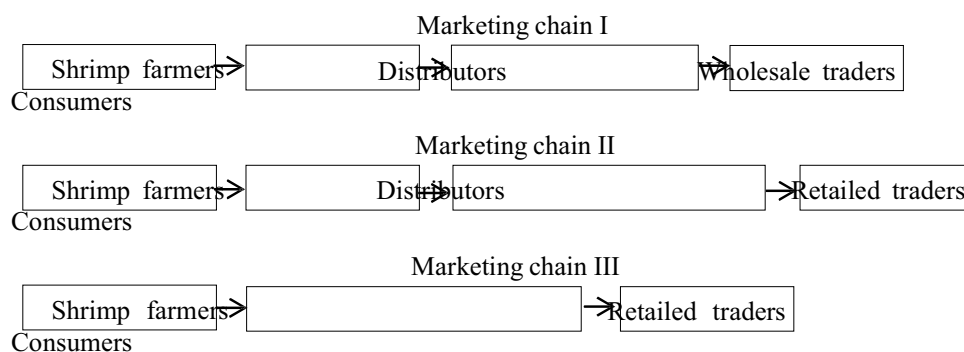 Marketing chain I
Shrimp farmers Distributors Wholesale traders
Consumers
Marketing chain II
Shrimp farmers Distributors Retailed traders
Consumers
Marketing chain III
Shrimp farmers Retailed traders
Consumers